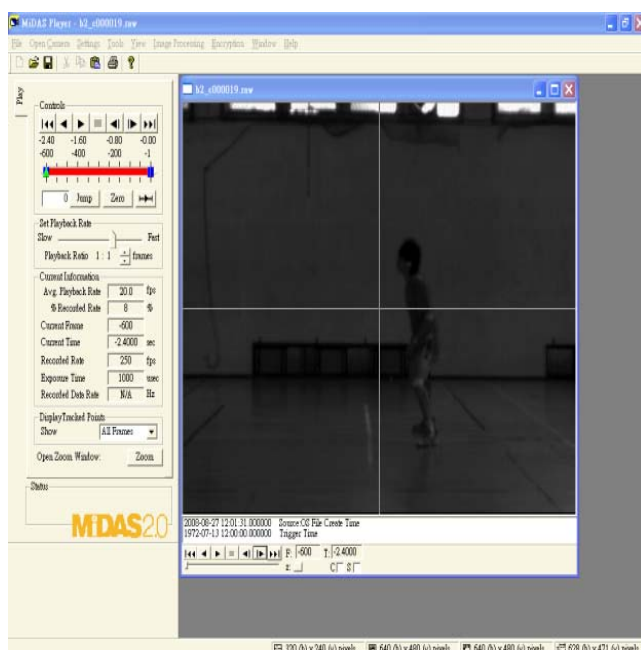 MiDAS Player - h2_c000019.raw
File Open Camera Settings Tools View Image Processing Encryption Window Help
h2_c000019.raw
Play
Controls
-2.40 -1.60 -0.80 -0.00
-600 -400 -200 -1
0 Jump Zero
Set Playback Rate
Slow Fast
Playback Ratio 1 : 1 frames
Current Information
Avg. Playback Rate 20.0 fps
% Recorded Rate 8 %
Current Frame -600
Current Time -2.4000 sec
Recorded Rate 250 fps
Exposure Time 1000 usec
Recorded Data Rate N/A Hz
DisplayTracked Points
Show All Frames
Open Zoom Window: Zoom
Status
MiDAS2.0
2008-08-27 12:01:31.000000 Source:OS File Create Time
1972-07-13 12:00:00.000000 Trigger Time
F: -600 T: -2.4000
x: C S
320 (h) x 240 (v) pixels 640 (h) x 480 (v) pixels 640 (h) x 480 (v) pixels 628 (h) x 471 (v) pixels